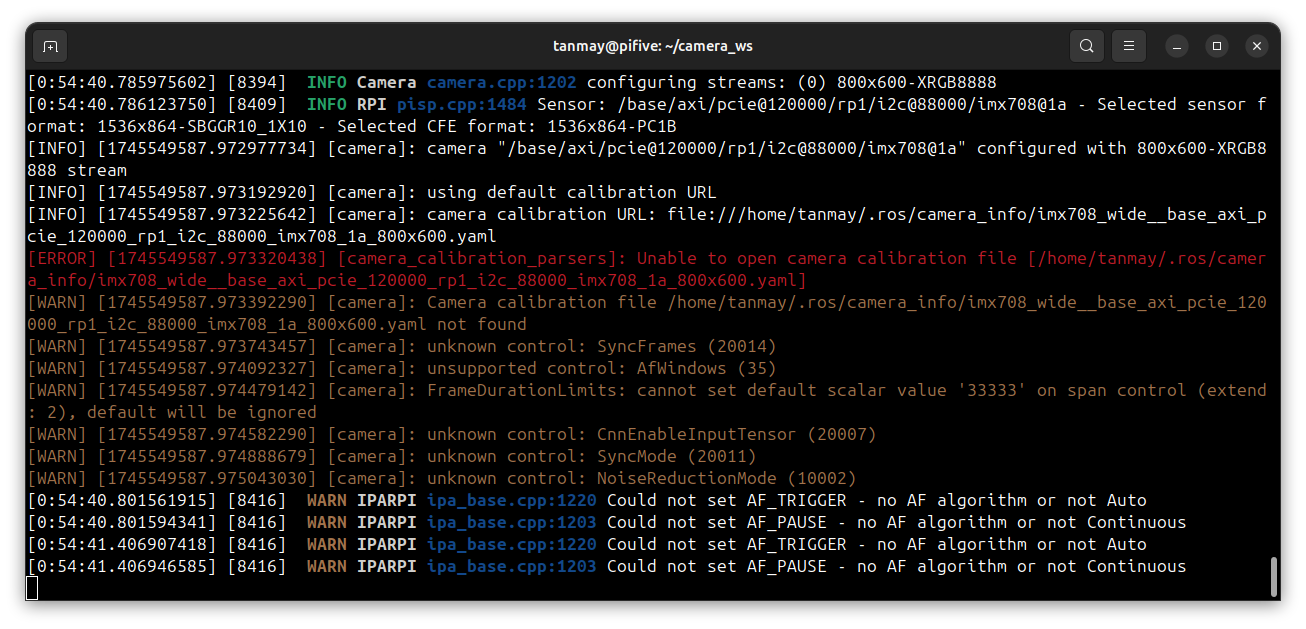 tanmay@pifive: ~/camera_ws
[0:54:40.785975602] [8394]  INFO Camera camera.cpp:1202 configuring streams: (0) 800x600-XRGB8888
[0:54:40.786123750] [8409]  INFO RPI pisp.cpp:1484 Sensor: /base/axi/pcie@120000/rp1/i2c@88000/imx708@1a - Selected sensor f
ormat: 1536x864-SBGGR10_1X10 - Selected CFE format: 1536x864-PC1B
[INFO] [1745549587.972977734] [camera]: camera "/base/axi/pcie@120000/rp1/i2c@88000/imx708@1a" configured with 800x600-XRGB8
888 stream
[INFO] [1745549587.973192920] [camera]: using default calibration URL
[INFO] [1745549587.973225642] [camera]: camera calibration URL: file:///home/tanmay/.ros/camera_info/imx708_wide__base_axi_p
cie_120000_rp1_i2c_88000_imx708_1a_800x600.yaml
[ERROR] [1745549587.973320438] [camera_calibration_parsers]: Unable to open camera calibration file [/home/tanmay/.ros/camer
a_info/imx708_wide__base_axi_pcie_120000_rp1_i2c_88000_imx708_1a_800x600.yaml]
[WARN] [1745549587.973392290] [camera]: Camera calibration file /home/tanmay/.ros/camera_info/imx708_wide__base_axi_pcie_120
000_rp1_i2c_88000_imx708_1a_800x600.yaml not found
[WARN] [1745549587.973743457] [camera]: unknown control: SyncFrames (20014)
[WARN] [1745549587.974092327] [camera]: unsupported control: AfWindows (35)
[WARN] [1745549587.974479142] [camera]: FrameDurationLimits: cannot set default scalar value '33333' on span control (extend
: 2), default will be ignored
[WARN] [1745549587.974582290] [camera]: unknown control: CnnEnableInputTensor (20007)
[WARN] [1745549587.974888679] [camera]: unknown control: SyncMode (20011)
[WARN] [1745549587.975043030] [camera]: unknown control: NoiseReductionMode (10002)
[0:54:40.801561915] [8416]  WARN IPARPI ipa_base.cpp:1220 Could not set AF_TRIGGER - no AF algorithm or not Auto
[0:54:40.801594341] [8416]  WARN IPARPI ipa_base.cpp:1203 Could not set AF_PAUSE - no AF algorithm or not Continuous
[0:54:41.406907418] [8416]  WARN IPARPI ipa_base.cpp:1220 Could not set AF_TRIGGER - no AF algorithm or not Auto
[0:54:41.406946585] [8416]  WARN IPARPI ipa_base.cpp:1203 Could not set AF_PAUSE - no AF algorithm or not Continuous